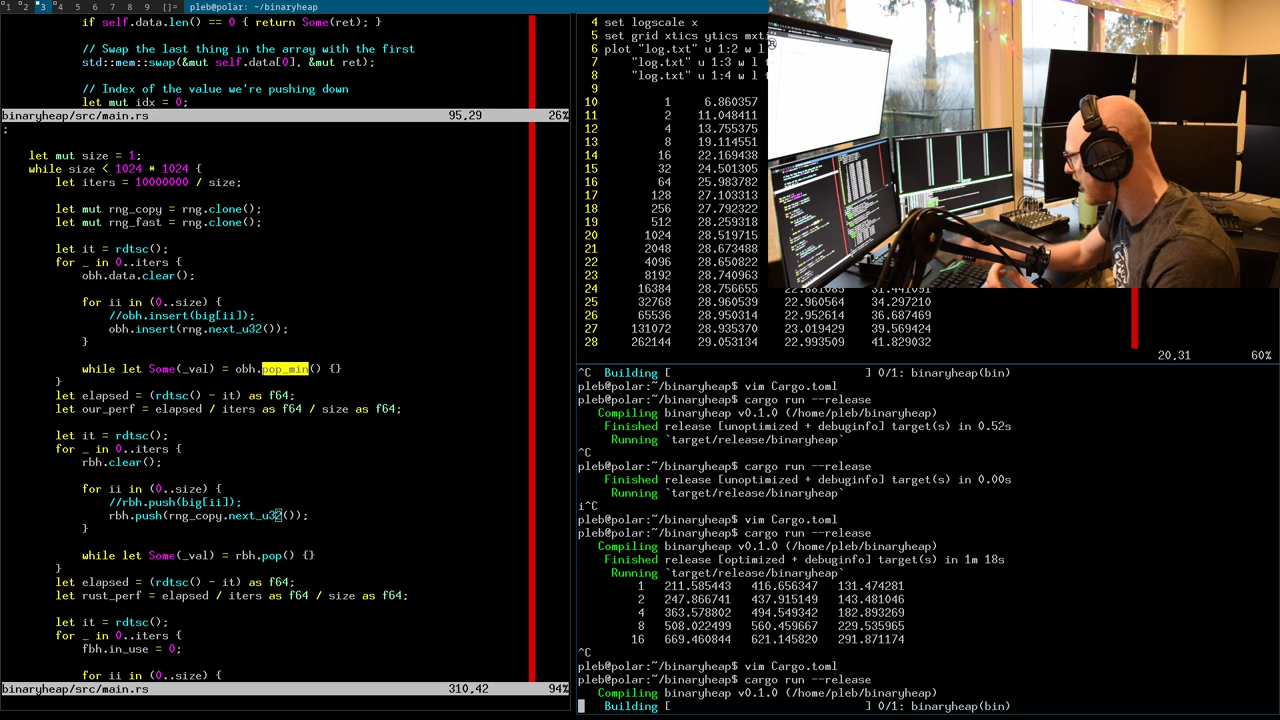 1 2 3 4 5 6 7 8 9 []= pleb@polar: ~/binaryheap
if self.data.len() == 0 { return Some(ret); }
// Swap the last thing in the array with the first
std::mem::swap(&mut self.data[0], &mut ret);
// Index of the value we're pushing down
let mut idx = 0;
binaryheap/src/main.rs 95,29 26%
;
let mut size = 1;
while size < 1024 * 1024 {
let iters = 10000000 / size;
let mut rng_copy = rng.clone();
let mut rng_fast = rng.clone();
let it = rdtsc();
for _ in 0..iters {
obh.data.clear();
for ii in (0..size) {
//obh.insert(big[ii]);
obh.insert(rng.next_u32());
}
while let Some(_val) = obh.pop_min() {}
}
let elapsed = (rdtsc() - it) as f64;
let our_perf = elapsed / iters as f64 / size as f64;
let it = rdtsc();
for _ in 0..iters {
rbh.clear();
for ii in (0..size) {
//rbh.push(big[ii]);
rbh.push(rng_copy.next_u32());
}
while let Some(_val) = rbh.pop() {}
}
let elapsed = (rdtsc() - it) as f64;
let rust_perf = elapsed / iters as f64 / size as f64;
let it = rdtsc();
for _ in 0..iters {
fbh.in_use = 0;
for ii in (0..size) {
binaryheap/src/main.rs 310,42 94%
4 set logscale x
5 set grid xtics ytics mxti
6 plot "log.txt" u 1:2 w l
7 "log.txt" u 1:3 w l
8 "log.txt" u 1:4 w l
9
10 1 6.860357
11 2 11.048411
12 4 13.755375
13 8 19.114551
14 16 22.169438
15 32 24.501305
16 64 25.983782
17 128 27.103313
18 256 27.792322
19 512 28.259318
20 1024 28.519715
21 2048 28.673488
22 4096 28.650822
23 8192 28.740963
24 16384 28.756655 22.881085 31.441091
25 32768 28.960539 22.960564 34.297210
26 65536 28.950314 22.952614 36.687469
27 131072 28.935370 23.019429 39.569424
28 262144 29.053134 22.993509 41.829032
20,31 60%
^C Building [ ] 0/1: binaryheap(bin)
pleb@polar:~/binaryheap$ vim Cargo.toml
pleb@polar:~/binaryheap$ cargo run --release
Compiling binaryheap v0.1.0 (/home/pleb/binaryheap)
Finished release [unoptimized + debuginfo] target(s) in 0.52s
Running `target/release/binaryheap`
^C
pleb@polar:~/binaryheap$ cargo run --release
Finished release [unoptimized + debuginfo] target(s) in 0.00s
Running `target/release/binaryheap`
i^C
pleb@polar:~/binaryheap$ vim Cargo.toml
pleb@polar:~/binaryheap$ cargo run --release
Compiling binaryheap v0.1.0 (/home/pleb/binaryheap)
Finished release [optimized + debuginfo] target(s) in 1m 18s
Running `target/release/binaryheap`
1 211.585443 416.656347 131.474281
2 247.866741 437.915149 143.481046
4 363.578802 494.549342 182.893269
8 508.022499 560.459667 229.535965
16 669.460844 621.145820 291.871174
^C
pleb@polar:~/binaryheap$ vim Cargo.toml
pleb@polar:~/binaryheap$ cargo run --release
Compiling binaryheap v0.1.0 (/home/pleb/binaryheap)
Building [ ] 0/1: binaryheap(bin)